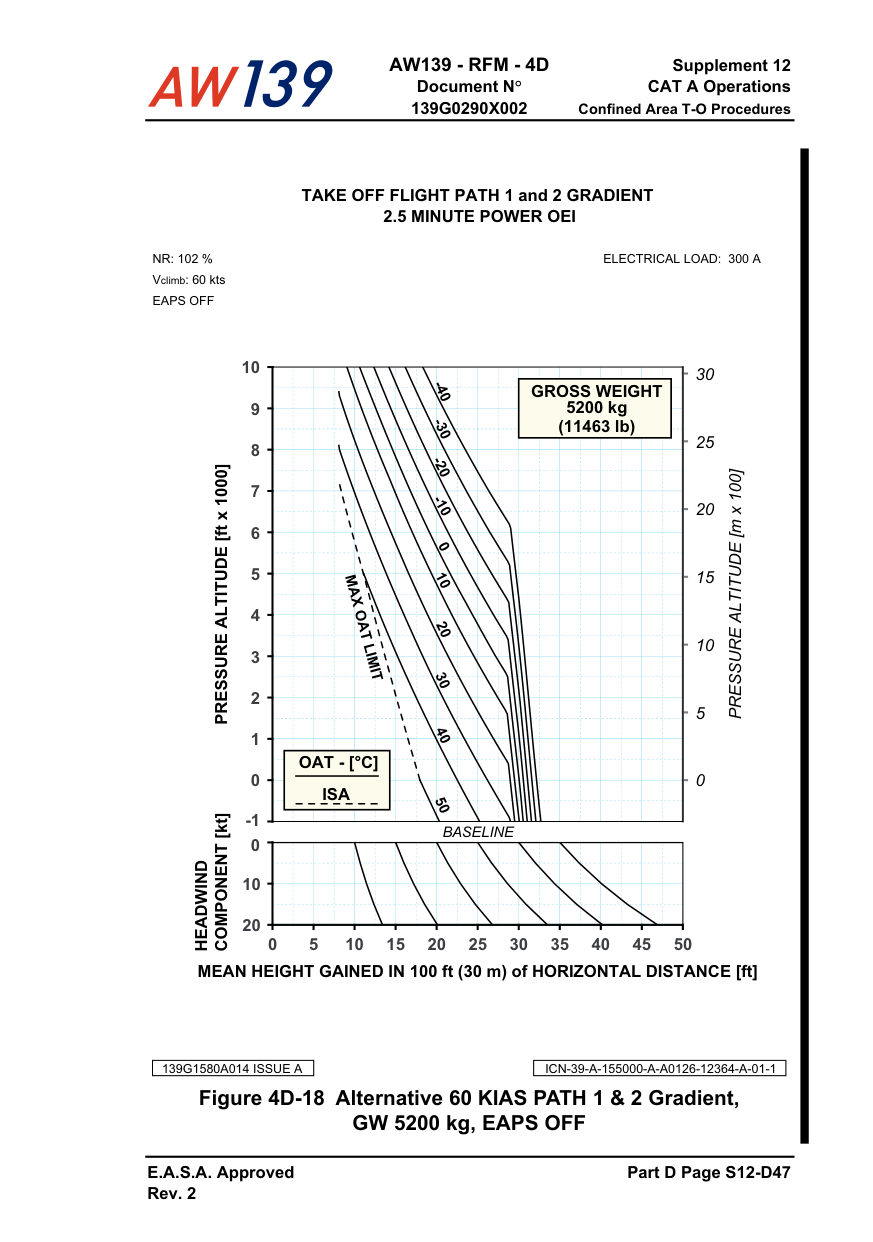 AW139
AW139 - RFM - 4D
Document N°
139G0290X002
Supplement 12
CAT A Operations
Confined Area T-O Procedures
TAKE OFF FLIGHT PATH 1 and 2 GRADIENT
2.5 MINUTE POWER OEI
NR: 102 %
Vclimb: 60 kts
EAPS OFF
ELECTRICAL LOAD: 300 A
GROSS WEIGHT
5200 kg
(11463 lb)
PRESSURE ALTITUDE [ft x 1000]
10
9
8
7
6
5
4
3
2
1
0
-1
-40
-30
-20
-10
0
10
20
30
40
50
MAX OAT LIMIT
30
25
20
15
10
5
0
PRESSURE ALTITUDE [m x 100]
OAT - [°C]
ISA
BASELINE
HEADWIND
COMPONENT [kt]
0
10
20
0 5 10 15 20 25 30 35 40 45 50
MEAN HEIGHT GAINED IN 100 ft (30 m) of HORIZONTAL DISTANCE [ft]
139G1580A014 ISSUE A
ICN-39-A-155000-A-A0126-12364-A-01-1
Figure 4D-18 Alternative 60 KIAS PATH 1 & 2 Gradient,
GW 5200 kg, EAPS OFF
E.A.S.A. Approved
Rev. 2
Part D Page S12-D47